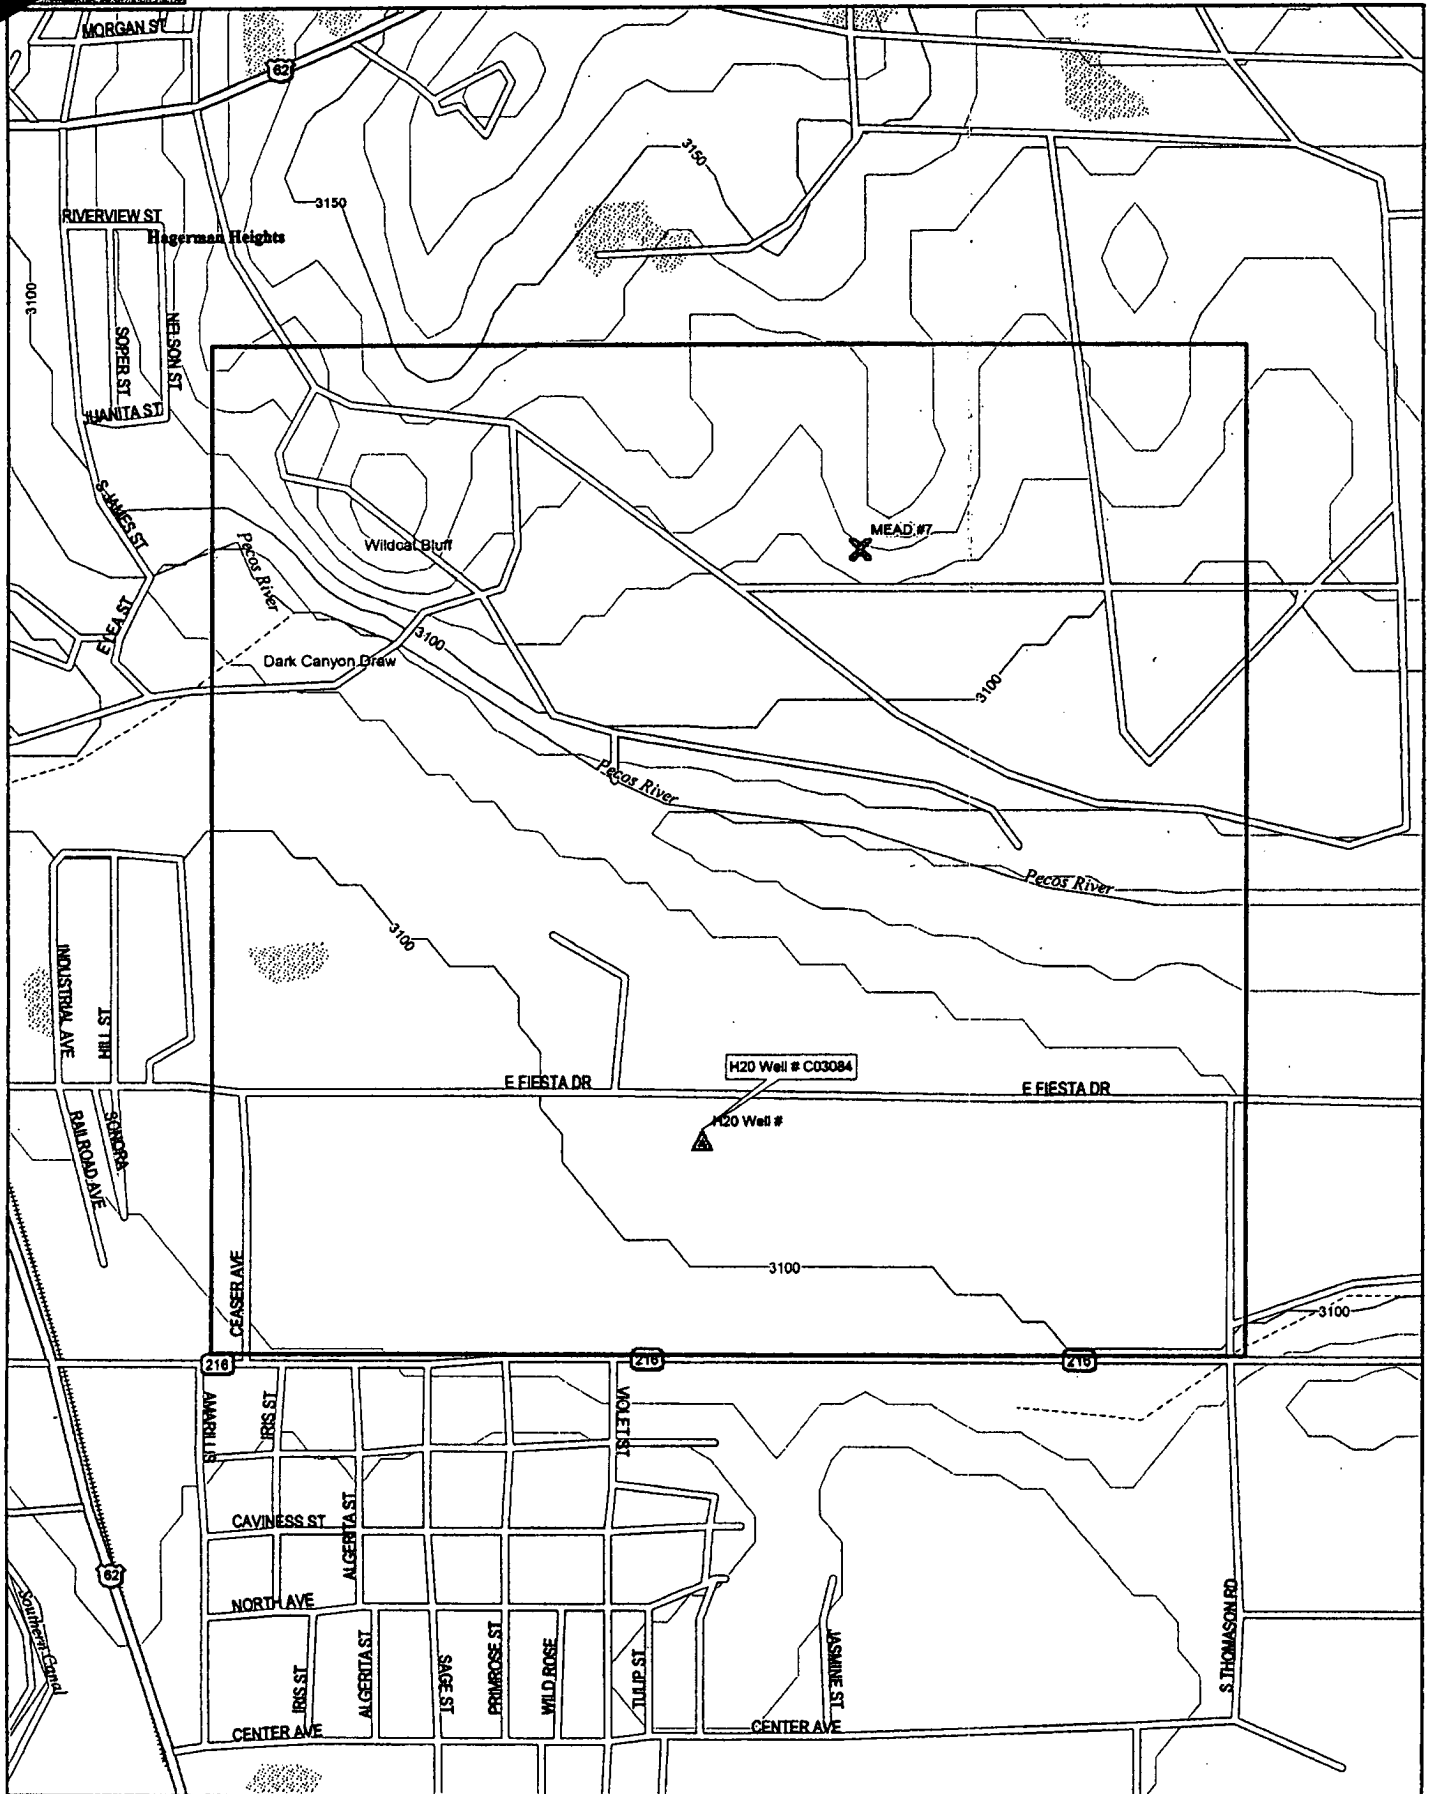 MORGAN ST
62
3150
3150
RIVERVIEW ST
Hagerman Heights
3100
SOPER ST
NELSON ST
JUANITA ST
S JAMES ST
MEAD #7
Pecos River
Wildcat Bluff
E LEA ST
3100
Dark Canyon Draw
3100
Pecos River
Pecos River
3100
INDUSTRIAL AVE
HILL ST
H20 Well # C03084
E FIESTA DR
E FIESTA DR
H20 Well #
RAILROAD AVE
SONORA
CEASER AVE
3100
3100
216
216
216
AMARILLIS
IRIS ST
VIOLET ST
ALGERITA ST
CAVINESS ST
62
NORTH AVE
Southern Canal
IRIS ST
ALGERITA ST
SAGE ST
PRIMROSE ST
WILD ROSE
TULIP ST
JASMINE ST
S THOMASON RD
CENTER AVE
CENTER AVE